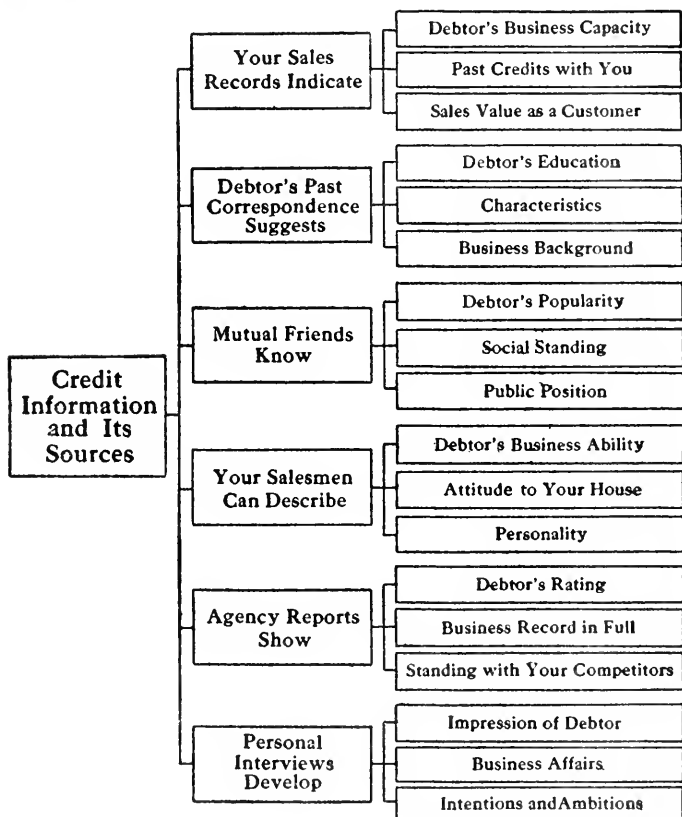 Credit
Information
and Its
Sources
Your Sales
Records Indicate
Debtor's Business Capacity
Past Credits with You
Sales Value as a Customer
Debtor's Past
Correspondence
Suggests
Debtor's Education
Characteristics
Business Background
Mutual Friends
Know
Debtor's Popularity
Social Standing
Public Position
Your Salesmen
Can Describe
Debtor's Business Ability
Attitude to Your House
Personality
Agency Reports
Show
Debtor's Rating
Business Record in Full
Standing with Your Competitors
Personal
Interviews
Develop
Impression of Debtor
Business Affairs
Intentions and Ambitions